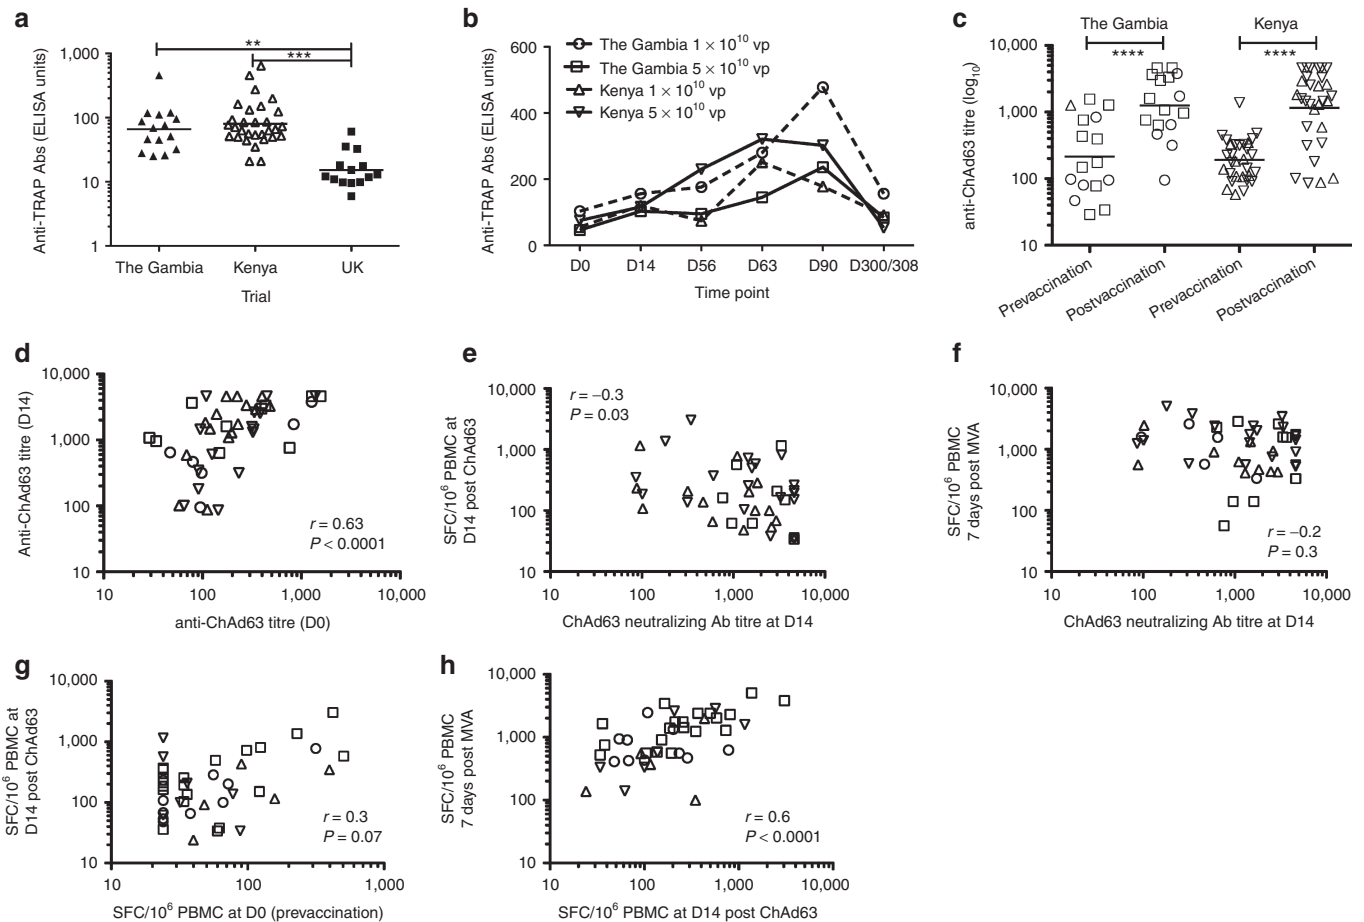 a
Anti-TRAP Abs (ELISA units)
1,000
100
10
1
**
***
The Gambia
Kenya
UK
Trial
b
Anti-TRAP Abs (ELISA units)
600
400
200
0
The Gambia 1 × 10¹⁰ vp
The Gambia 5 × 10¹⁰ vp
Kenya 1 × 10¹⁰ vp
Kenya 5 × 10¹⁰ vp
D0
D14
D56
D63
D90
D300/308
Time point
c
anti-ChAd63 titre (log₁₀)
The Gambia
Kenya
****
****
10,000
1,000
100
10
Prevaccination
Postvaccination
Prevaccination
Postvaccination
d
Anti-ChAd63 titre (D14)
10,000
1,000
100
10
r = 0.63
P < 0.0001
10
100
1,000
10,000
anti-ChAd63 titre (D0)
e
SFC/10⁶ PBMC at
D14 post ChAd63
10,000
1,000
100
10
r = −0.3
P = 0.03
10
100
1,000
10,000
ChAd63 neutralizing Ab titre at D14
f
SFC/10⁶ PBMC
7 days post MVA
10,000
1,000
100
10
r = −0.2
P = 0.3
10
100
1,000
10,000
ChAd63 neutralizing Ab titre at D14
g
SFC/10⁶ PBMC at
D14 post ChAd63
10,000
1,000
100
10
r = 0.3
P = 0.07
10
100
1,000
SFC/10⁶ PBMC at D0 (prevaccination)
h
SFC/10⁶ PBMC
7 days post MVA
10,000
1,000
100
10
r = 0.6
P < 0.0001
10
100
1,000
10,000
SFC/10⁶ PBMC at D14 post ChAd63